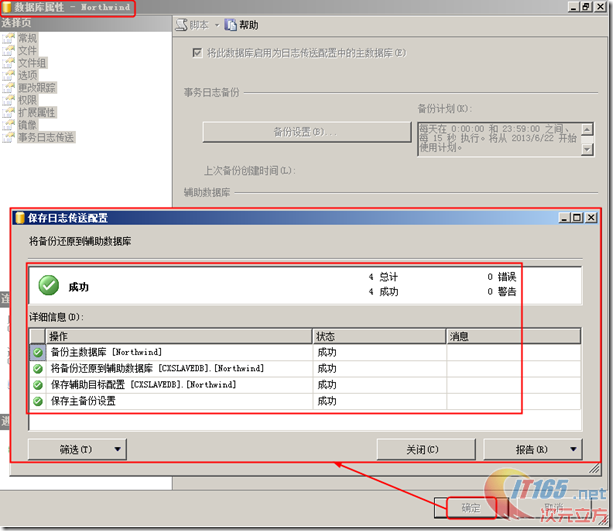 数据库属性 - Northwind
选择页
常规
文件
文件组
选项
更改跟踪
权限
扩展属性
镜像
事务日志传送
脚本
帮助
将此数据库启用为日志传送配置中的主数据库(E)
事务日志备份
备份计划(K):
备份设置(B)...
每天在 0:00:00 和 23:59:00 之间、
每 15 秒 执行。将从 2013/6/22 开始
使用计划。
上次备份创建时间(L):
辅助数据库
保存日志传送配置
将备份还原到辅助数据库
成功
4 总计
0 错误
4 成功
0 警告
详细信息(D):
操作 状态 消息
备份主数据库 [Northwind] 成功
将备份还原到辅助数据库 [CXSLAVEDB].[Northwind] 成功
保存辅助目标配置 [CXSLAVEDB].[Northwind] 成功
保存主备份设置 成功
筛选(T)
关闭(C)
报告(R)
确定
IT165.net
次元立方